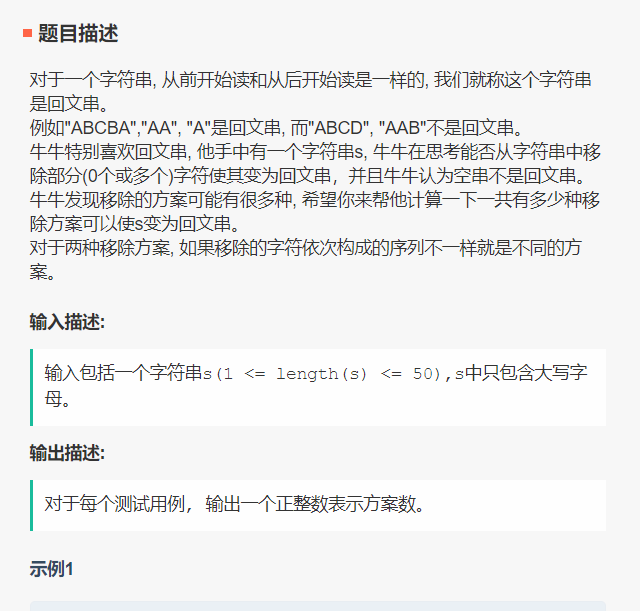 题目描述
对于一个字符串, 从前开始读和从后开始读是一样的, 我们就称这个字符串
是回文串。
例如"ABCBA","AA", "A"是回文串, 而"ABCD", "AAB"不是回文串。
牛牛特别喜欢回文串, 他手中有一个字符串s, 牛牛在思考能否从字符串中移
除部分(0个或多个)字符使其变为回文串，并且牛牛认为空串不是回文串。
牛牛发现移除的方案可能有很多种, 希望你来帮他计算一下一共有多少种移
除方案可以使s变为回文串。
对于两种移除方案, 如果移除的字符依次构成的序列不一样就是不同的方
案。
输入描述:
输入包括一个字符串s(1 <= length(s) <= 50),s中只包含大写字
母。
输出描述:
对于每个测试用例, 输出一个正整数表示方案数。
示例1